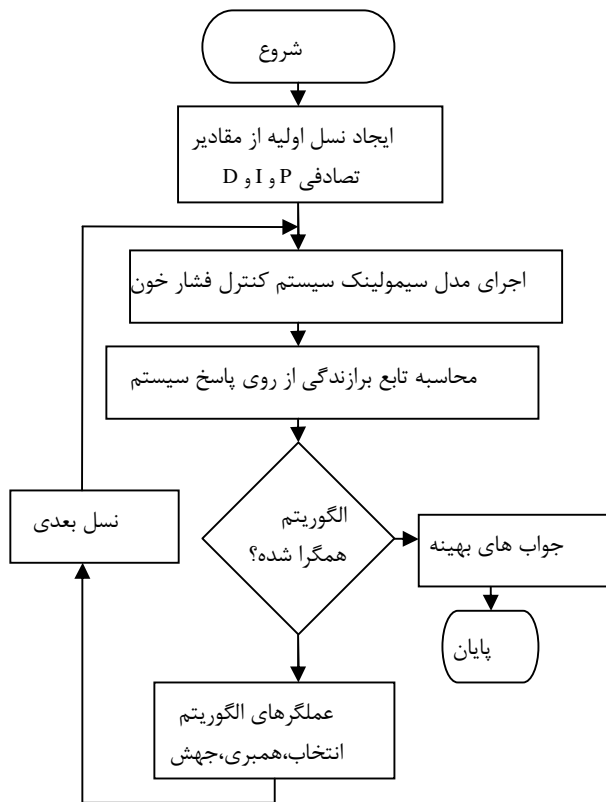 شروع
ایجاد نسل اولیه از مقادیر
تصادفی P و I و D
اجرای مدل سیمولینک سیستم کنترل فشار خون
محاسبه تابع برازندگی از روی پاسخ سیستم
الگوریتم
همگرا شده؟
جواب های بهینه
پایان
عملگرهای الگوریتم
انتخاب،همبری،جهش
نسل بعدی